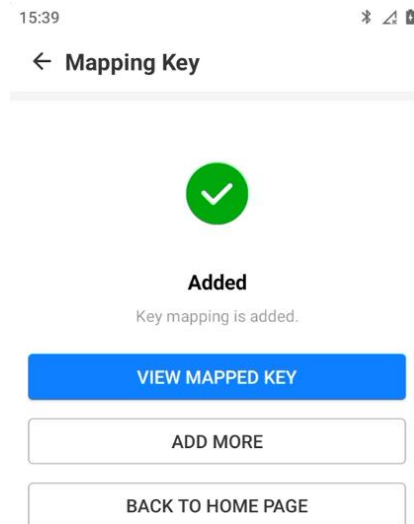 15:39
Mapping Key
Added
Key mapping is added.
VIEW MAPPED KEY
ADD MORE
BACK TO HOME PAGE